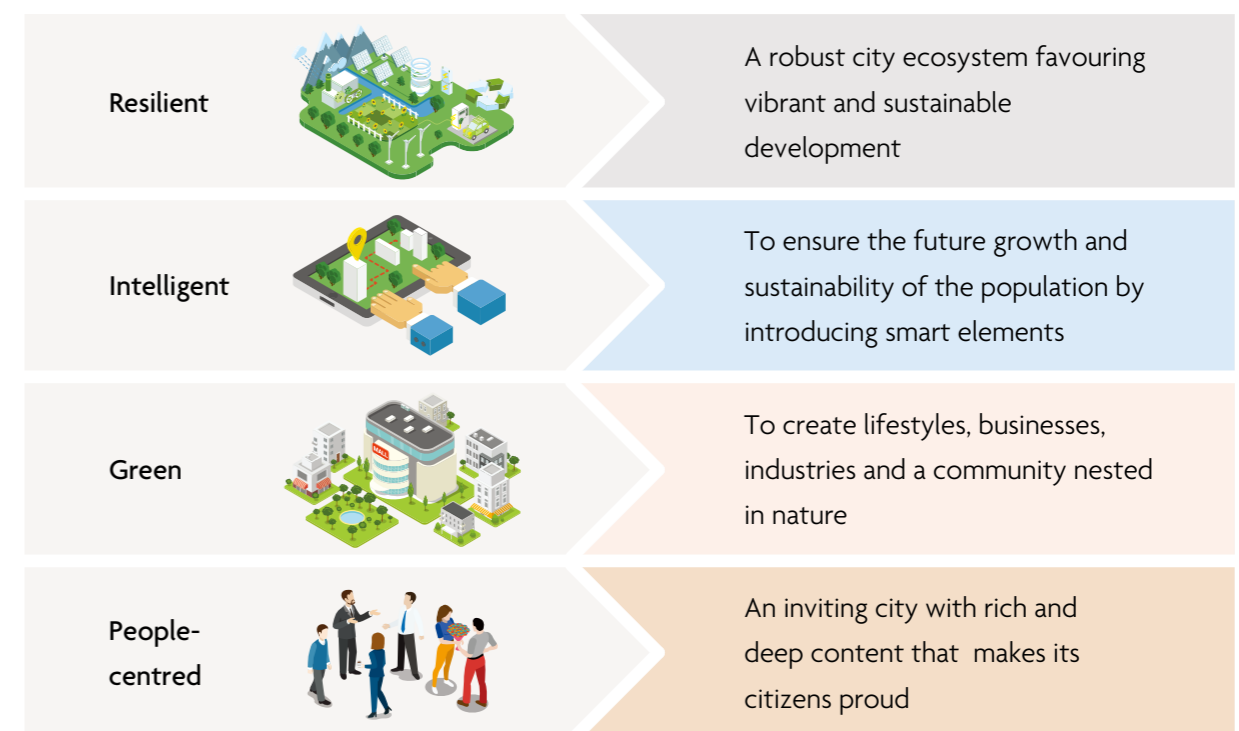 Resilient
A robust city ecosystem favouring
vibrant and sustainable
development
Intelligent
To ensure the future growth and
sustainability of the population by
introducing smart elements
Green
MALL
To create lifestyles, businesses,
industries and a community nested
in nature
People-
centred
An inviting city with rich and
deep content that  makes its
citizens proud